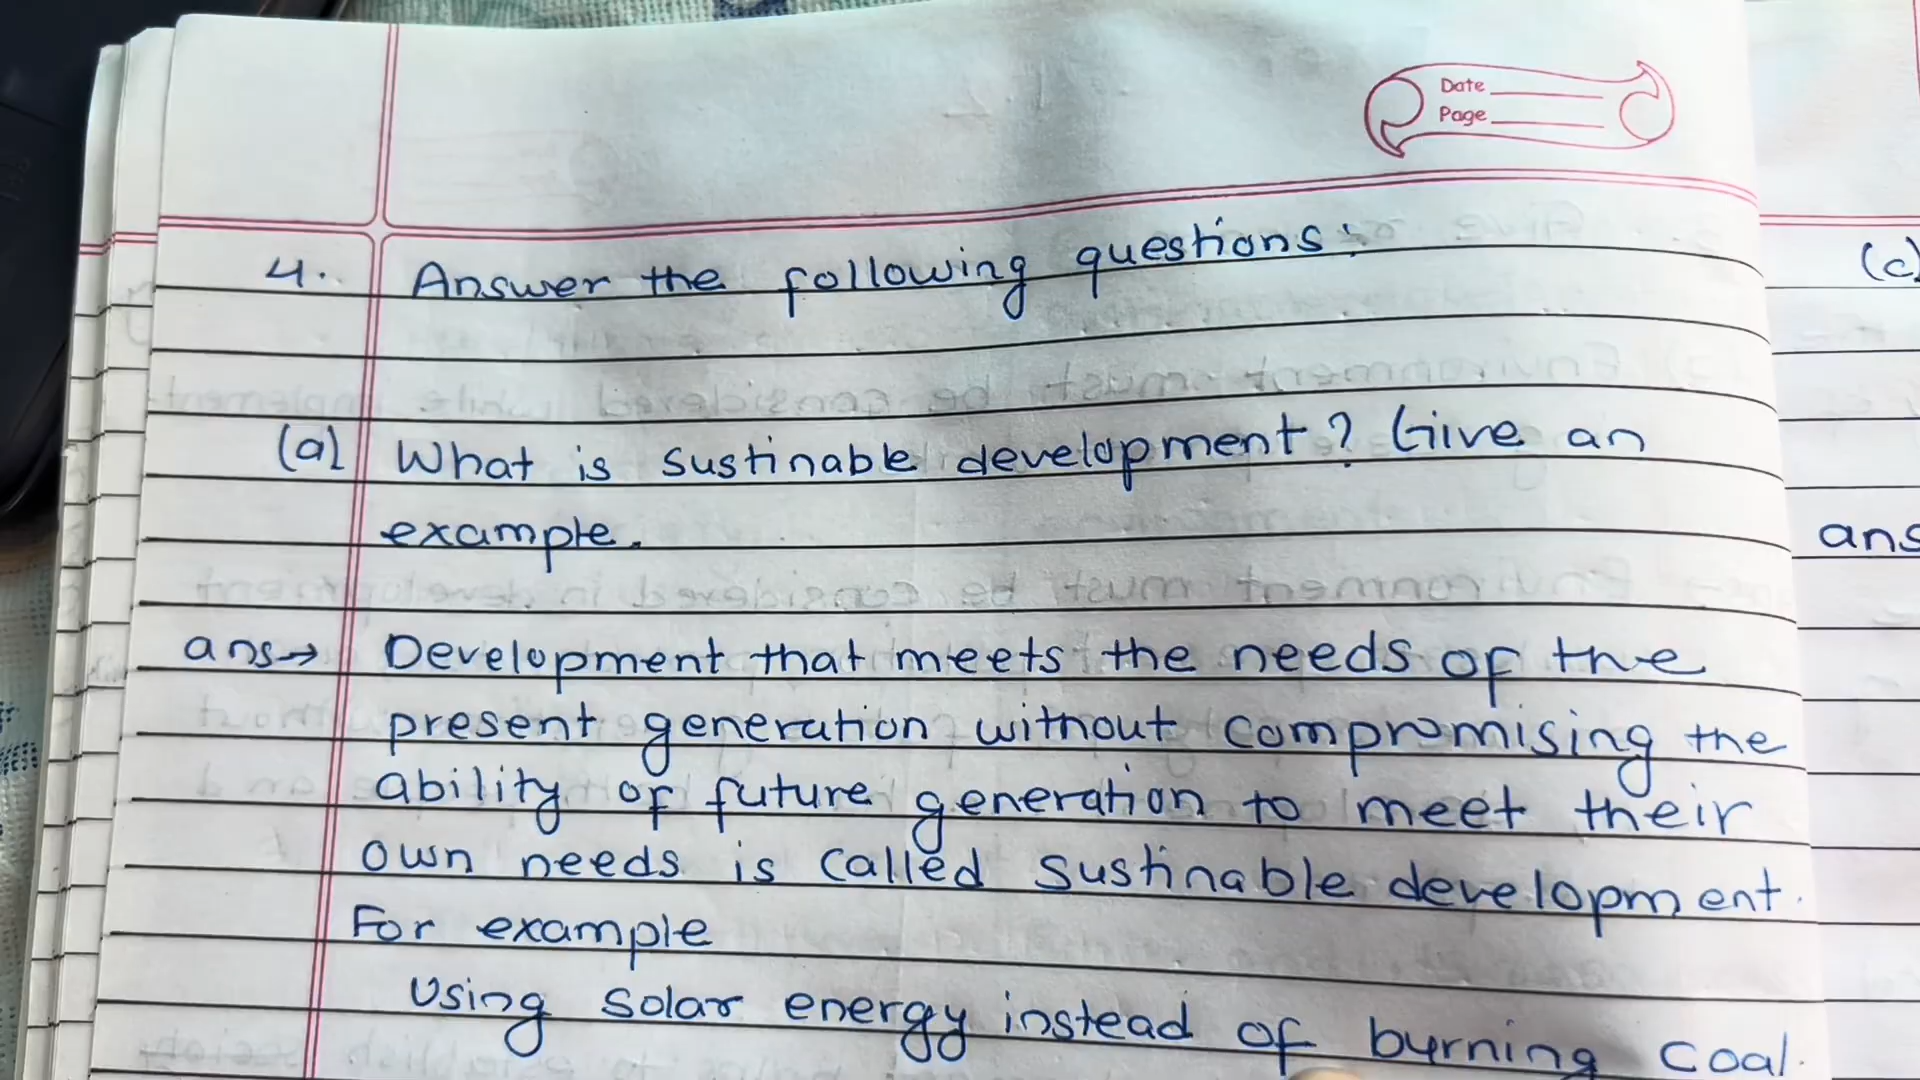 Date
Page
4. Answer the following questions:
(c)
(a) What is sustinable development? Give an
example.
ans
ans→ Development that meets the needs of the
present generation without compromising the
ability of future generation to meet their
own needs is called sustinable development.
For example
Using solar energy instead of burning coal.